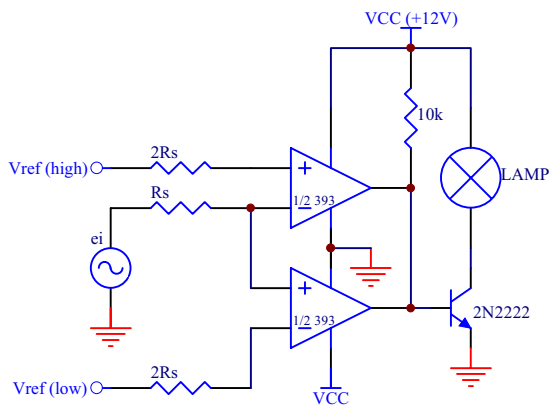 VCC (+12V)
10k
2Rs
Vref (high)
+
LAMP
Rs
−
1/2 393
ei
+
2N2222
−
1/2 393
2Rs
Vref (low)
VCC